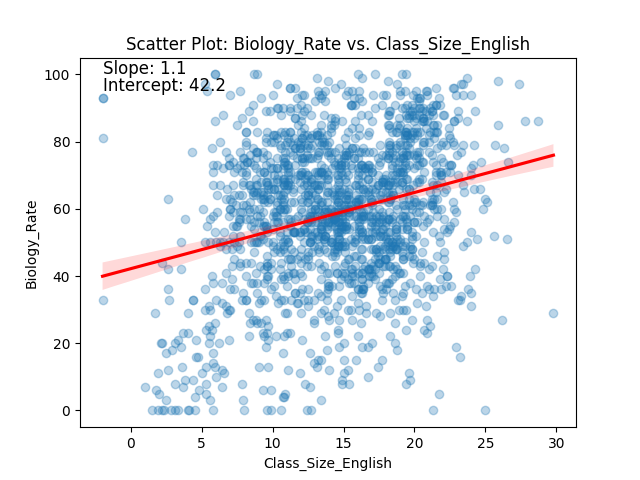 Scatter Plot: Biology_Rate vs. Class_Size_English
Slope: 1.1
Intercept: 42.2
100
80
60
40
20
0
Biology_Rate
0 5 10 15 20 25 30
Class_Size_English